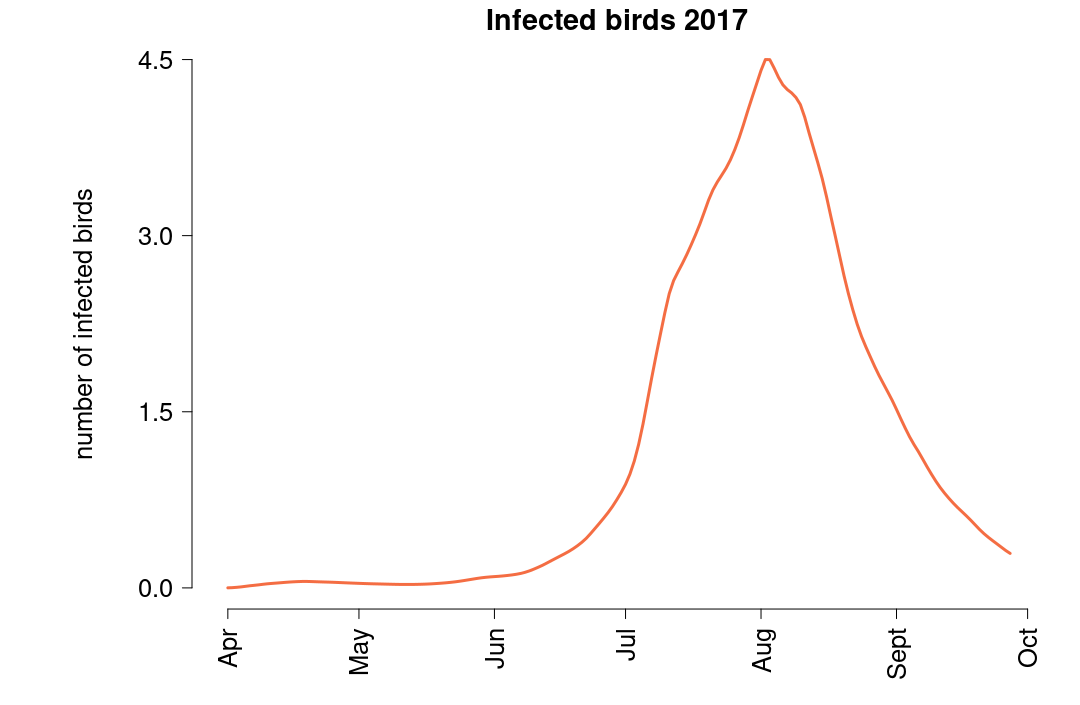 Infected birds 2017
number of infected birds
4.5
3.0
1.5
0.0
Apr
May
Jun
Jul
Aug
Sept
Oct